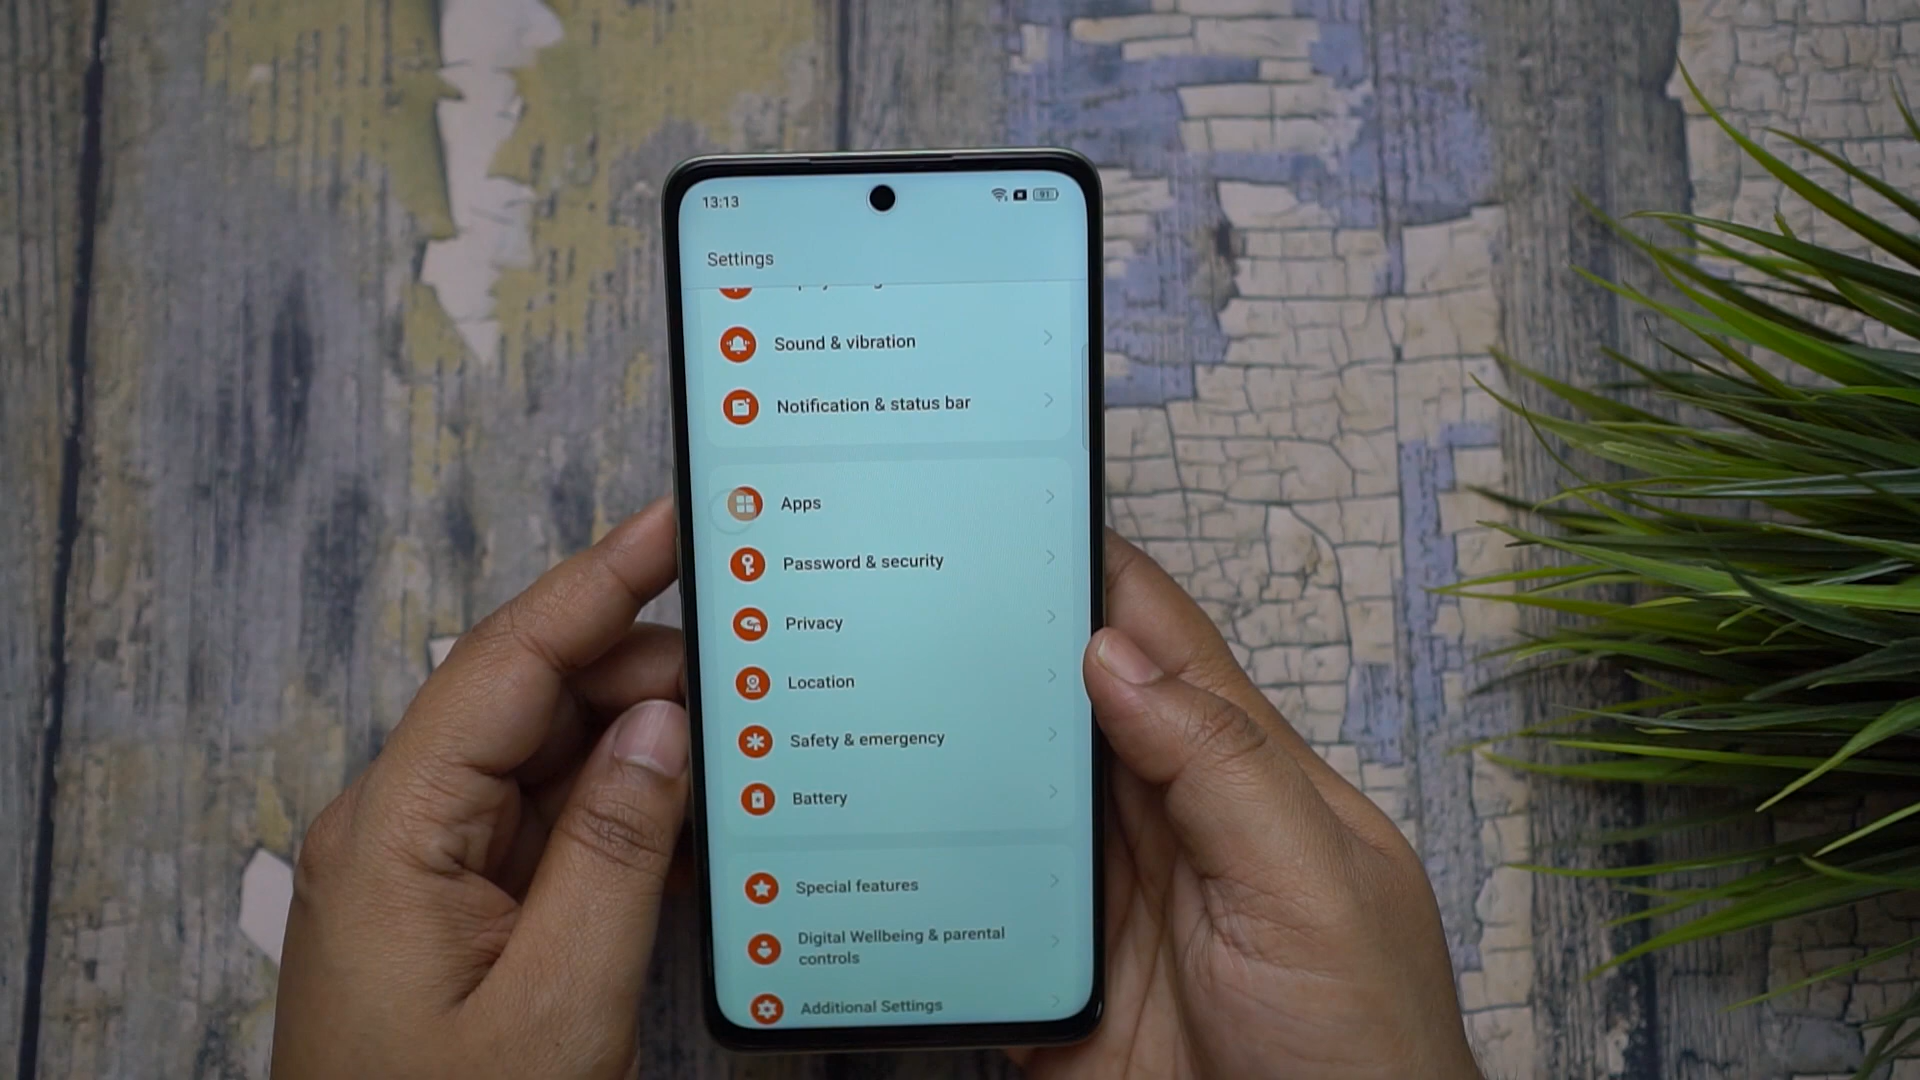 13:13
91
Settings
Sound & vibration
Notification & status bar
Apps
Password & security
Privacy
Location
Safety & emergency
Battery
Special features
Digital Wellbeing & parental
controls
Additional Settings